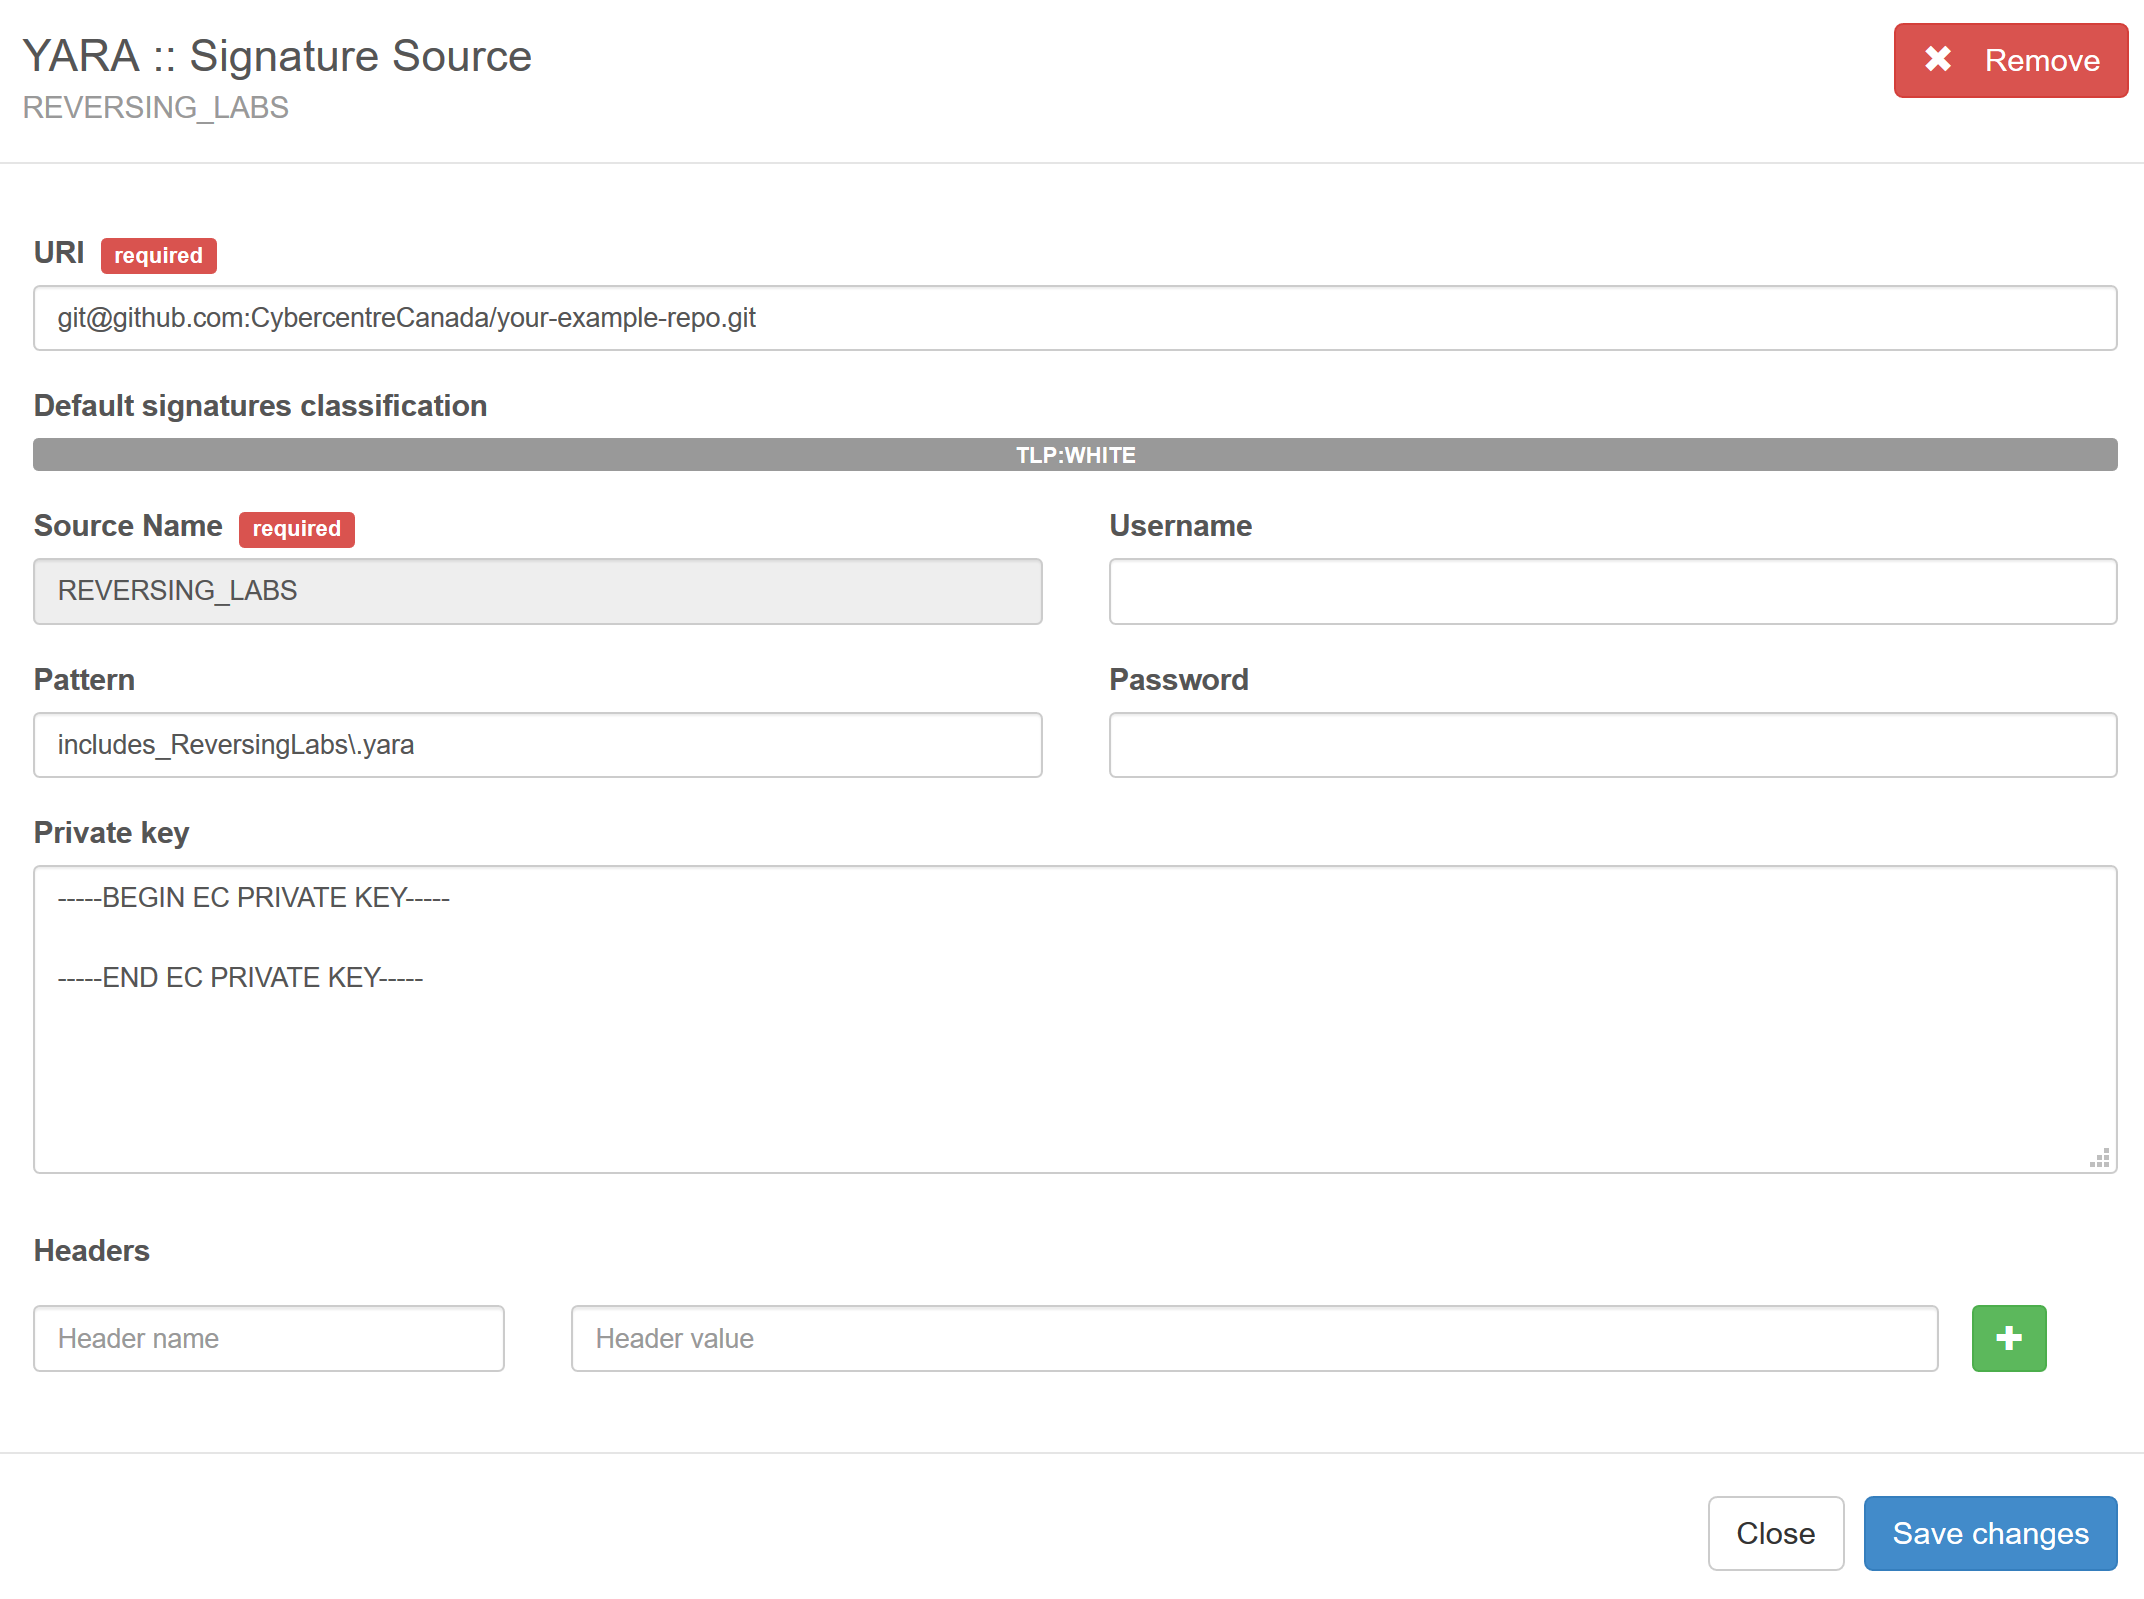 YARA :: Signature Source
REVERSING_LABS
Remove
URI required
git@github.com:CybercentreCanada/your-example-repo.git
Default signatures classification
TLP:WHITE
Source Name required
Username
REVERSING_LABS
Pattern
Password
includes_ReversingLabs\.yara
Private key
-----BEGIN EC PRIVATE KEY-----
-----END EC PRIVATE KEY-----
Headers
Header name
Header value
Close
Save changes